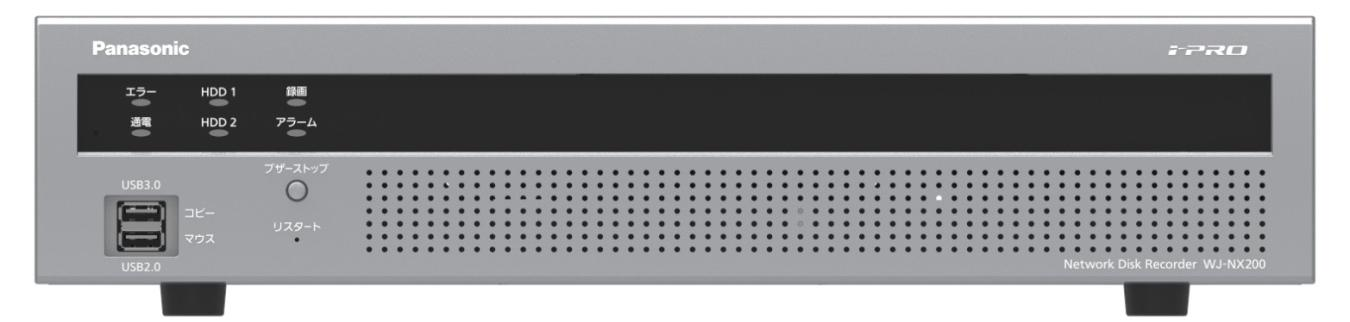 Panasonic
i-PRO
エラー HDD 1 録画
通電 HDD 2 アラーム
ブザーストップ
USB3.0
コピー
リスタート
マウス
USB2.0
Network Disk Recorder WJ-NX200